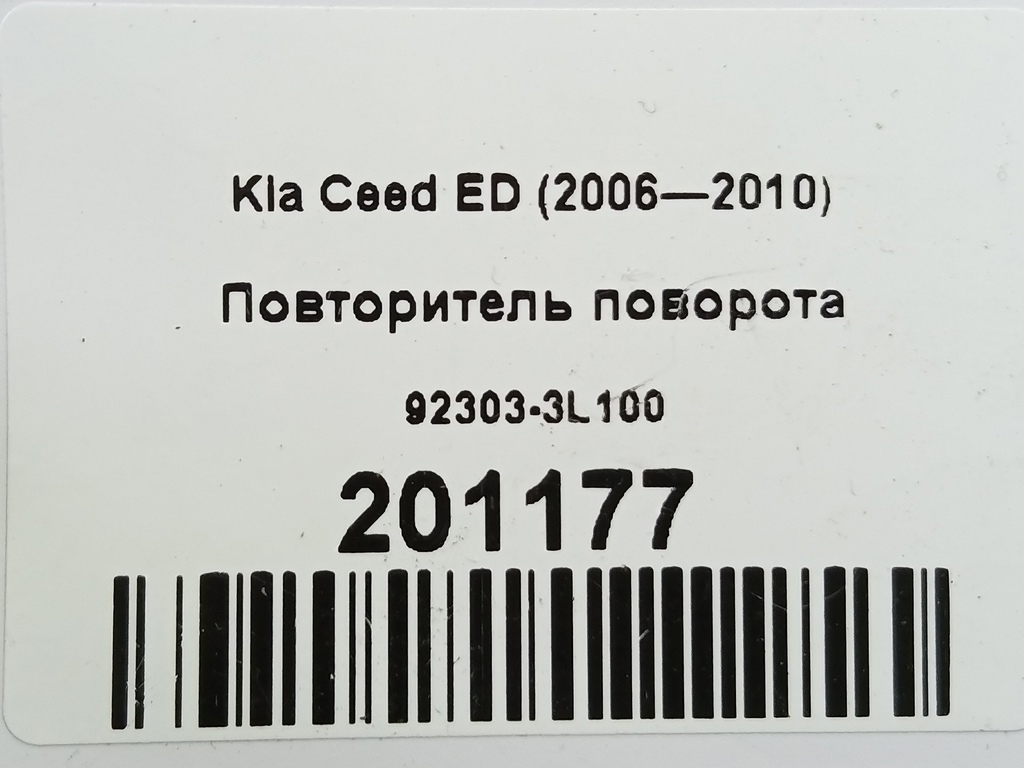 Kia Ceed ED (2006—2010)
Повторитель поворота
92303-3L100
201177